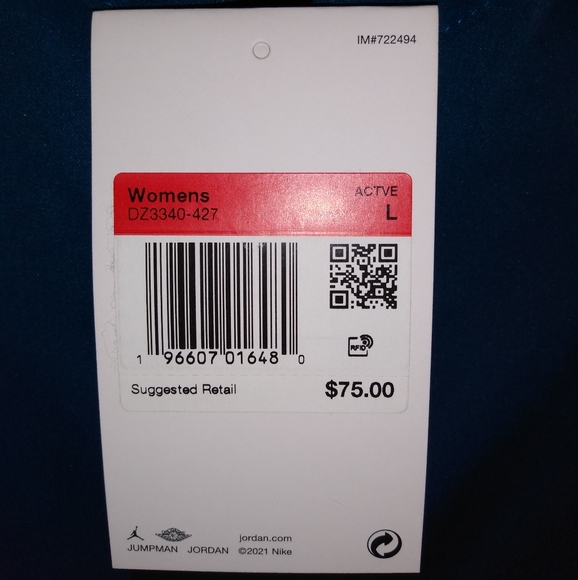 IM#722494
Womens ACTVE
DZ3340-427 L
RFID
1 96607 01648 0
Suggested Retail $75.00
jordan.com
JUMPMAN JORDAN ©2021 Nike